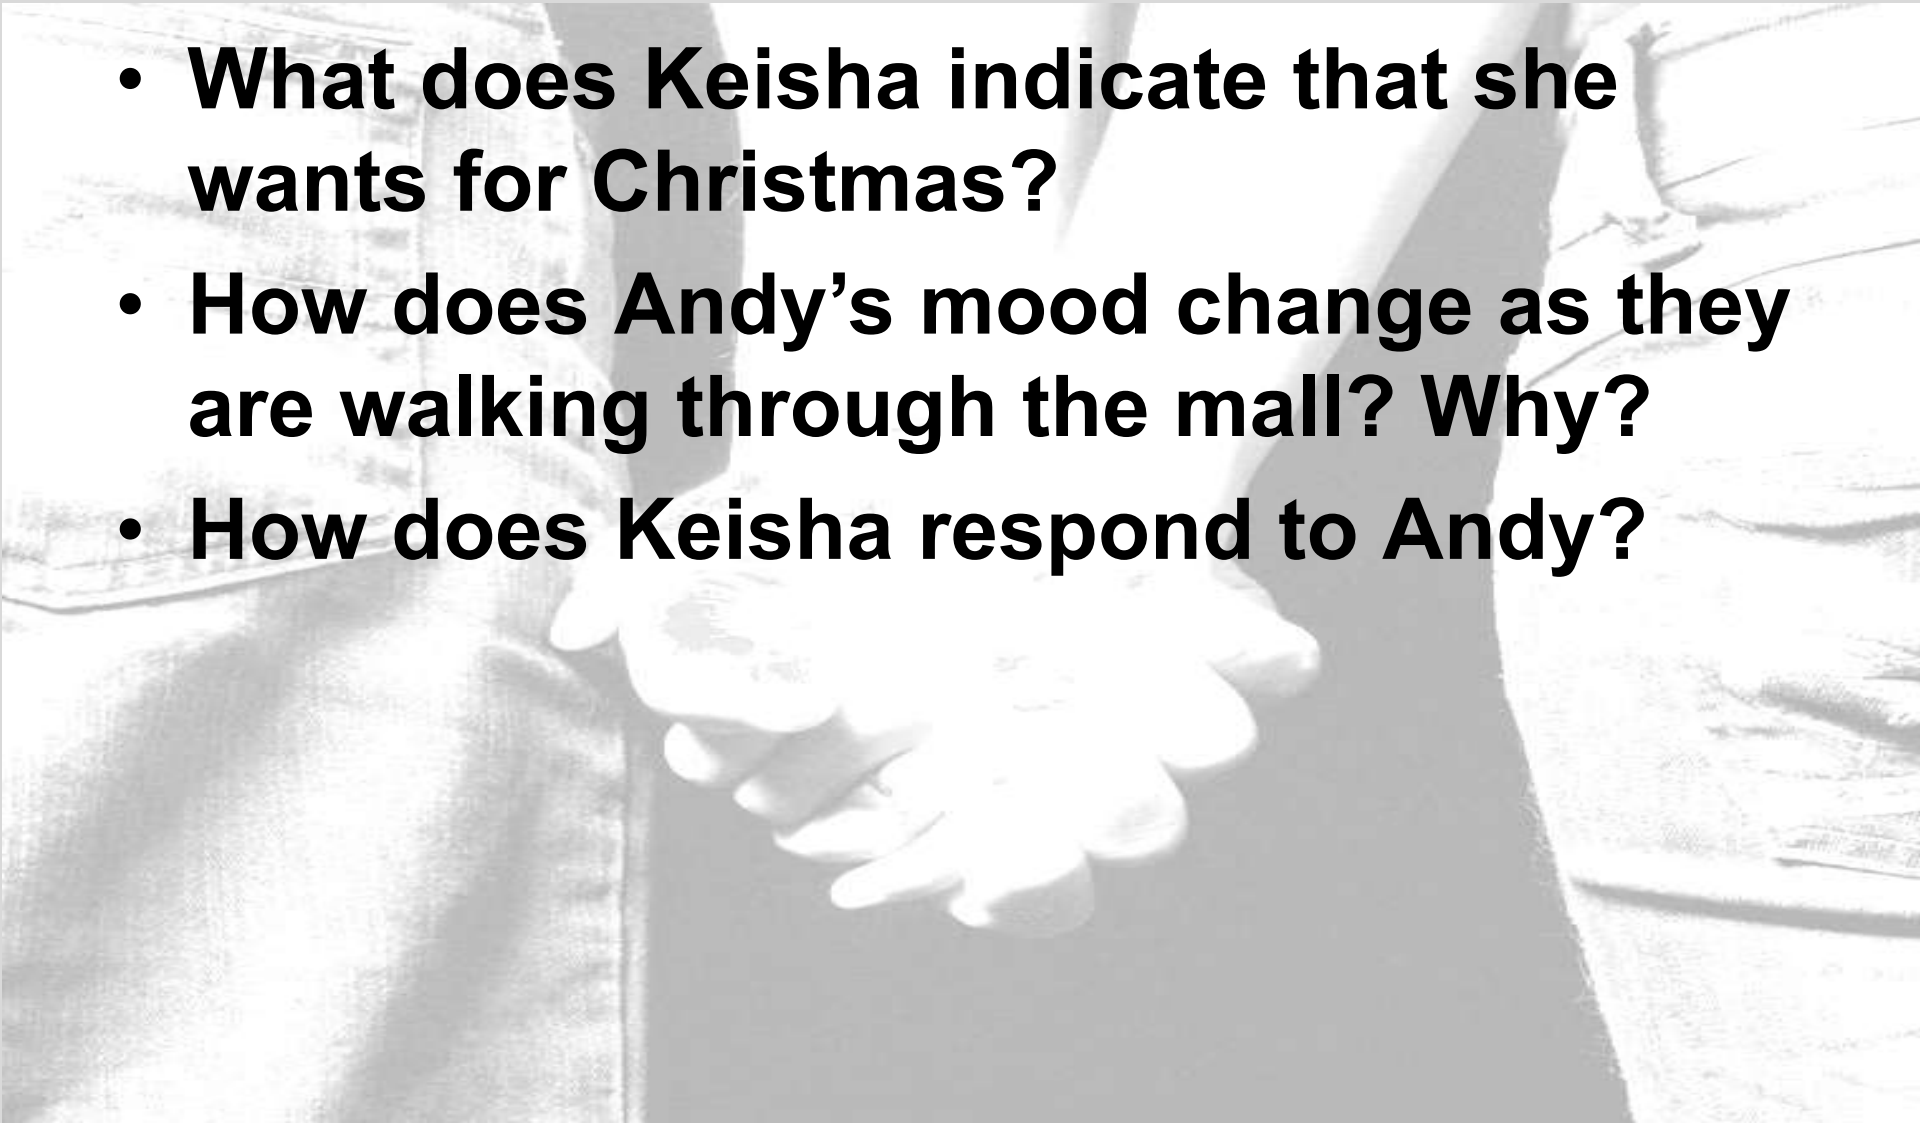 • What does Keisha indicate that she
wants for Christmas?
• How does Andy’s mood change as they
are walking through the mall? Why?
• How does Keisha respond to Andy?